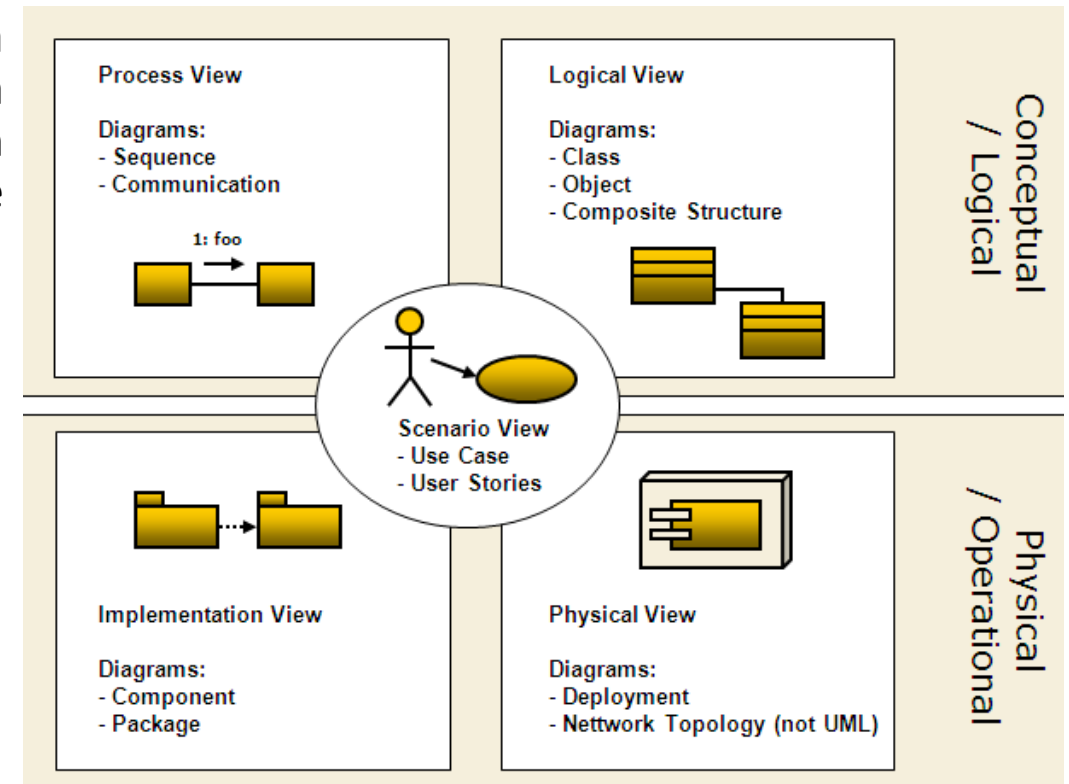 Process View
Diagrams:
- Sequence
- Communication
1: foo
Logical View
Diagrams:
- Class
- Object
- Composite Structure
Conceptual
/ Logical
Scenario View
- Use Case
- User Stories
Implementation View
Diagrams:
- Component
- Package
Physical View
Diagrams:
- Deployment
- Nettwork Topology (not UML)
Physical
/ Operational